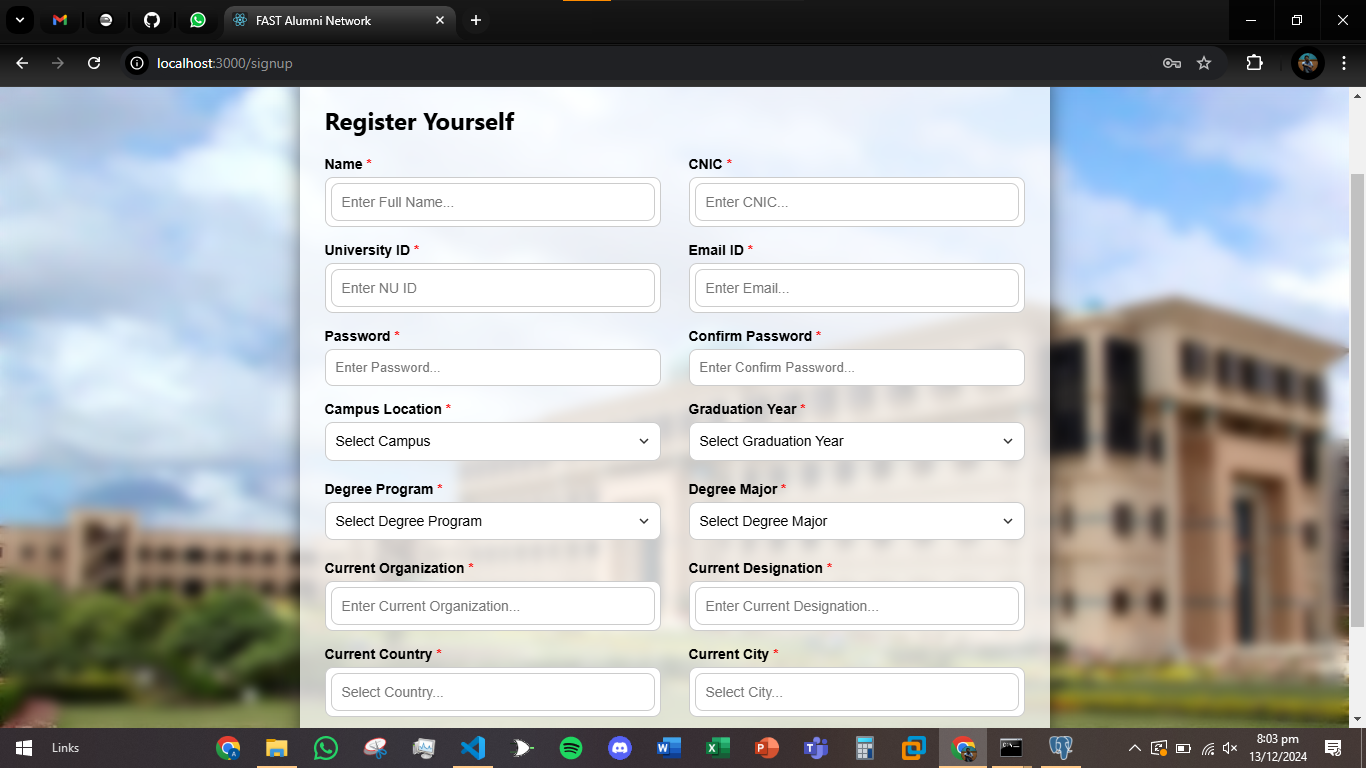 FAST Alumni Network
localhost:3000/signup
Register Yourself
Name * CNIC *
Enter Full Name... Enter CNIC...
University ID * Email ID *
Enter NU ID Enter Email...
Password * Confirm Password *
Enter Password... Enter Confirm Password...
Campus Location * Graduation Year *
Select Campus Select Graduation Year
Degree Program * Degree Major *
Select Degree Program Select Degree Major
Current Organization * Current Designation *
Enter Current Organization... Enter Current Designation...
Current Country * Current City *
Select Country... Select City...
Links
8:03 pm
13/12/2024